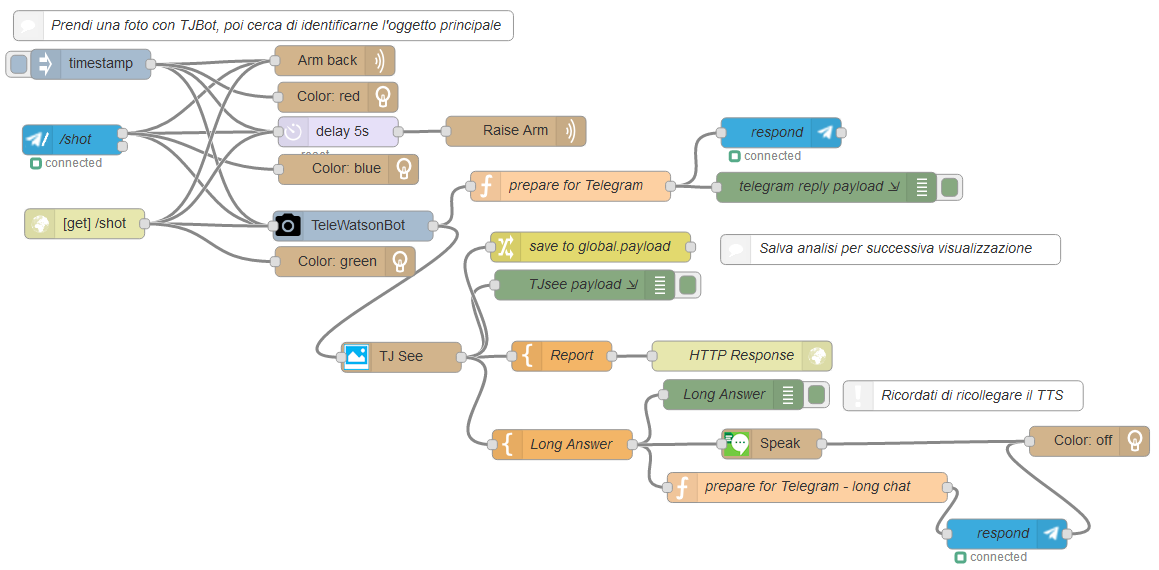 Prendi una foto con TJBot, poi cerca di identificarne l'oggetto principale
timestamp
Arm back
Color: red
/shot
connected
delay 5s
Raise Arm
respond
connected
Color: blue
prepare for Telegram
telegram reply payload
[get] /shot
TeleWatsonBot
save to global.payload
Salva analisi per successiva visualizzazione
Color: green
TJsee payload
TJ See
Report
HTTP Response
Long Answer
Ricordati di ricollegare il TTS
Long Answer
Speak
Color: off
prepare for Telegram - long chat
respond
connected